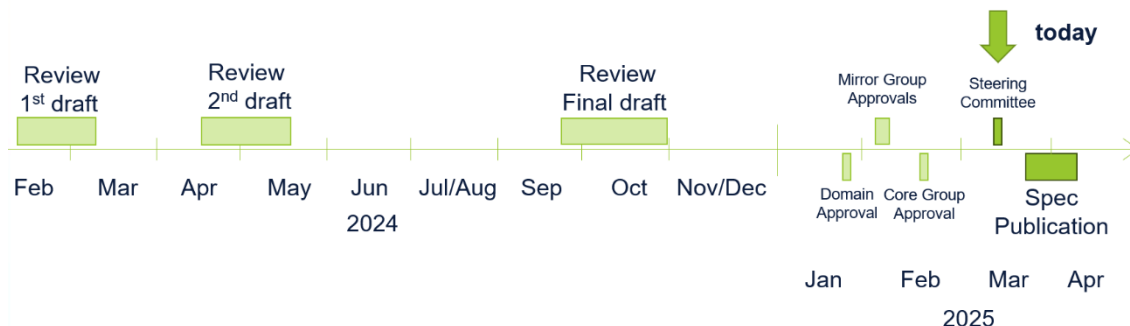 today
Review
1st draft
Review
2nd draft
Review
Final draft
Mirror Group
Approvals
Steering
Committee
Feb Mar Apr May Jun Jul/Aug Sep Oct Nov/Dec
2024
Domain
Approval
Core Group
Approval
Spec
Publication
Jan Feb Mar Apr
2025